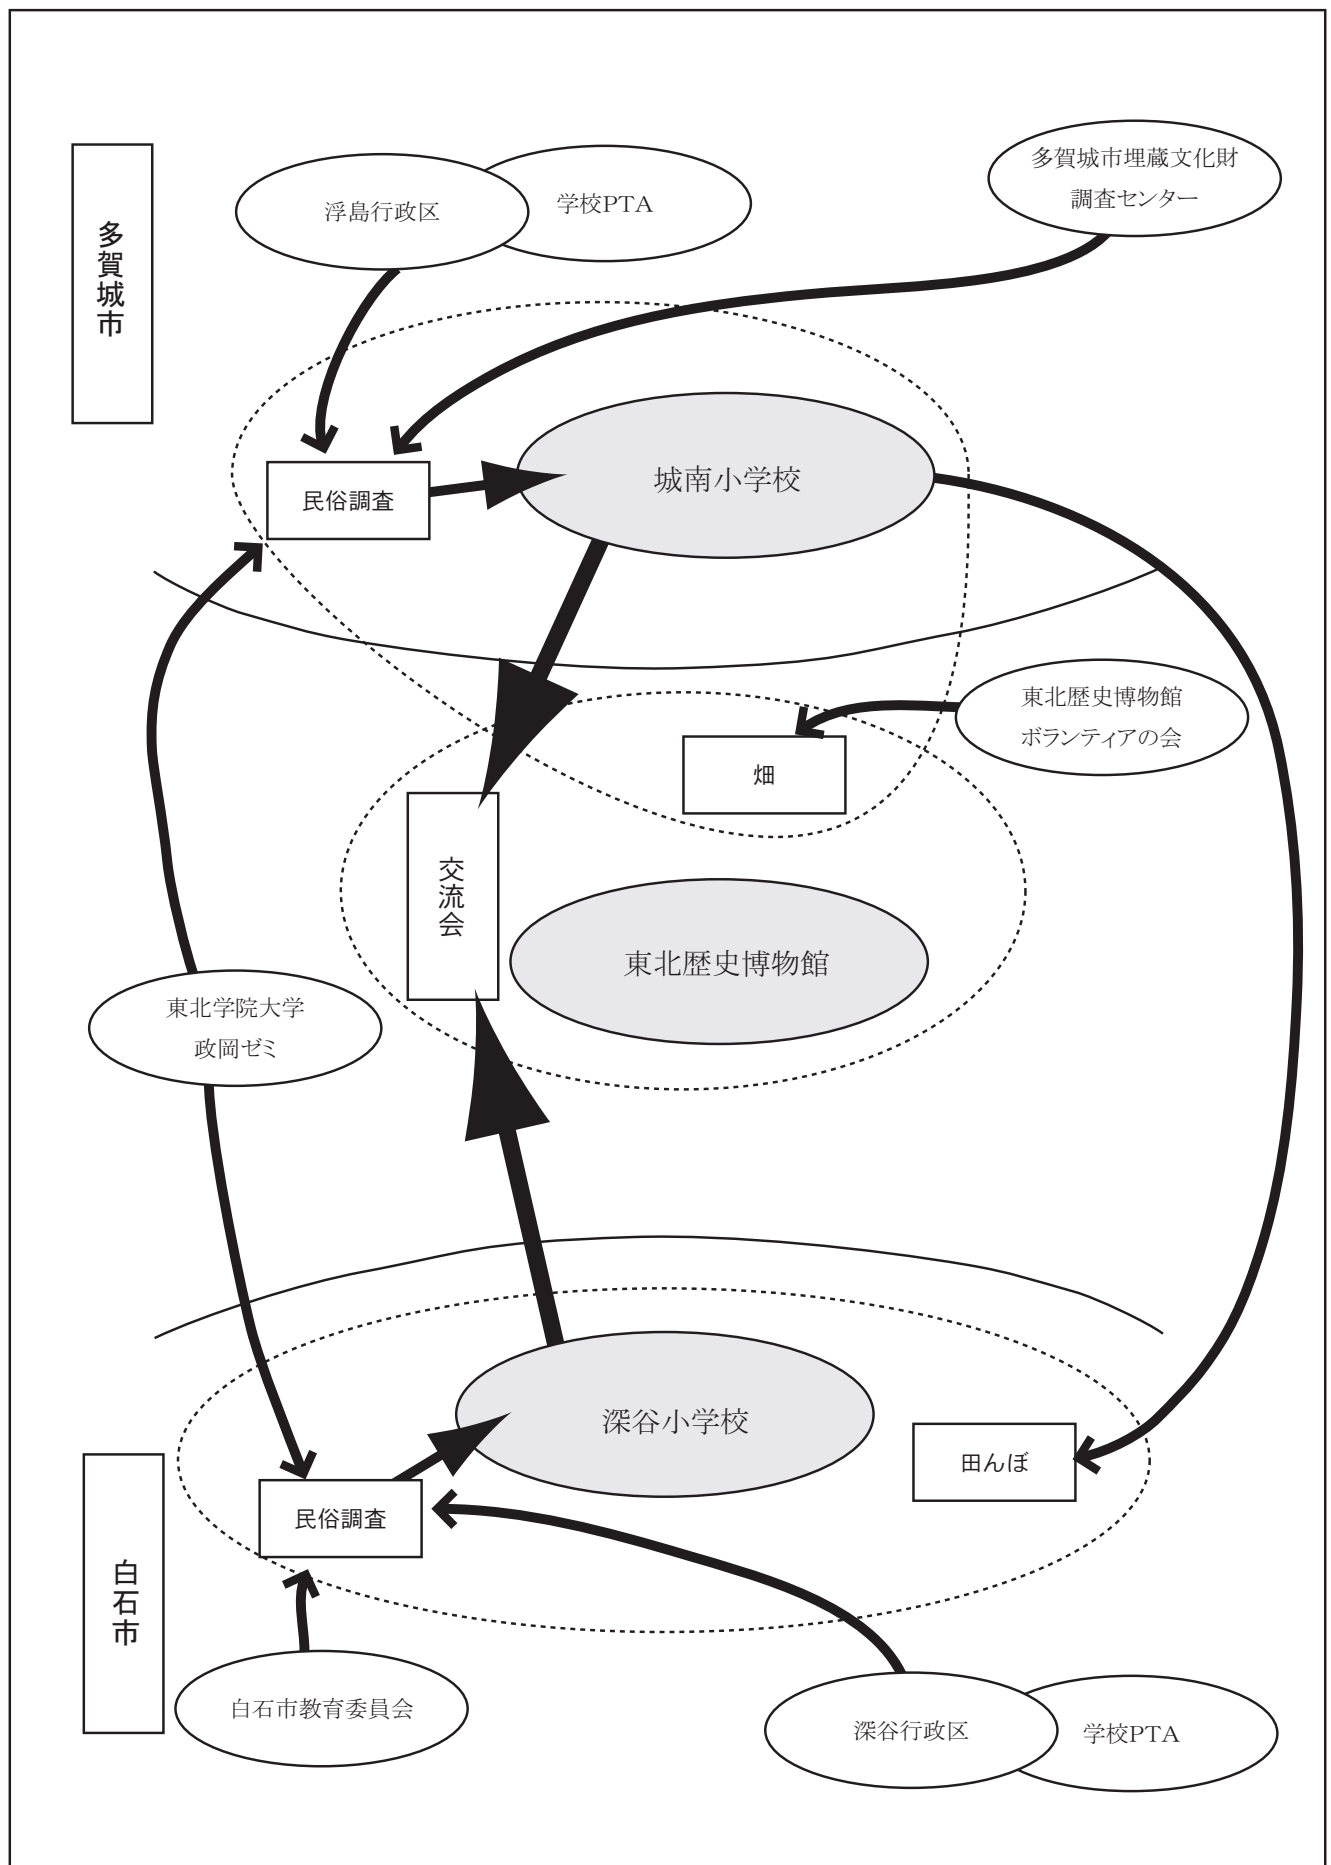 多賀城市
浮島行政区
学校PTA
多賀城市埋蔵文化財
調査センター
民俗調査
城南小学校
東北歴史博物館
ボランティアの会
畑
交流会
東北歴史博物館
東北学院大学
政岡ゼミ
深谷小学校
田んぼ
民俗調査
白石市
白石市教育委員会
深谷行政区
学校PTA